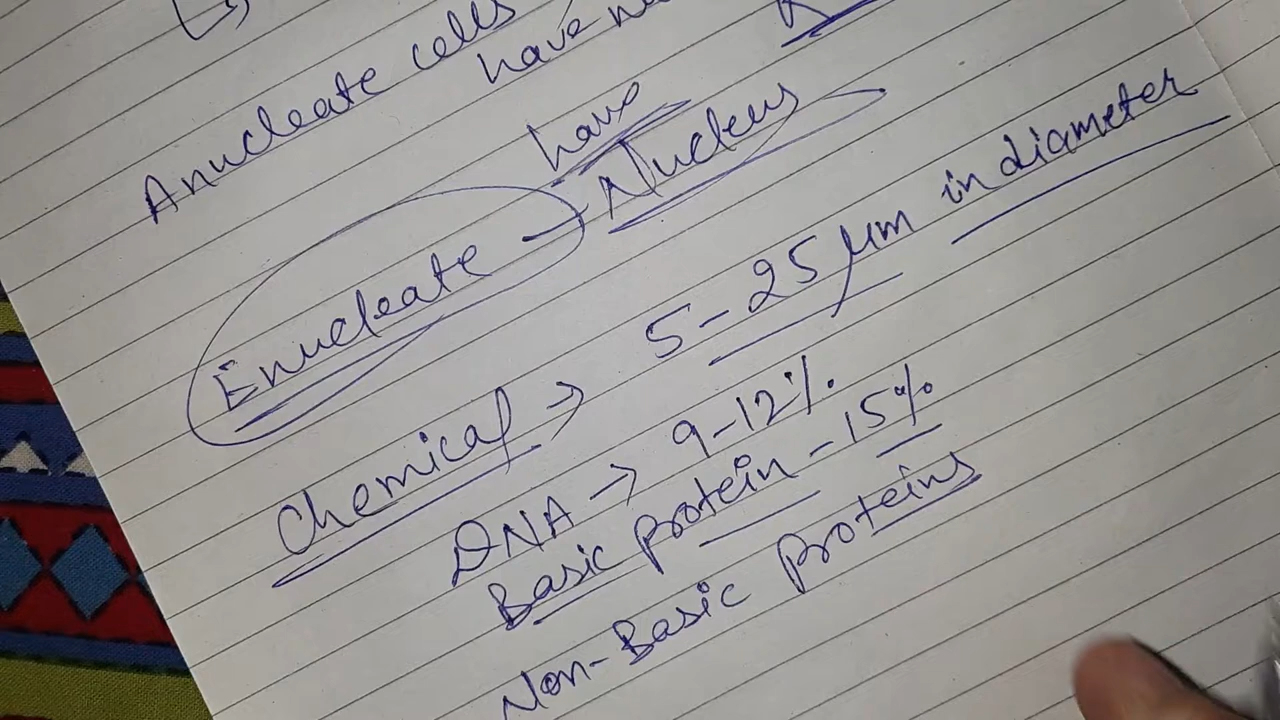 Anucleate cells
have
have
Enucleate - Nucleus
Chemical → 5-25 μm in diameter
DNA → 9-12%.
Basic Protein - 15%
Non-Basic Proteins